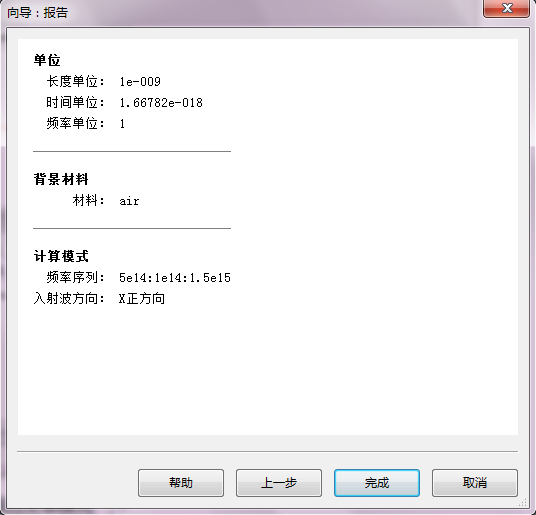 向导：报告
单位
长度单位： 1e-009
时间单位： 1.66782e-018
频率单位： 1
背景材料
材料： air
计算模式
频率序列： 5e14:1e14:1.5e15
入射波方向： X正方向
帮助 上一步 完成 取消